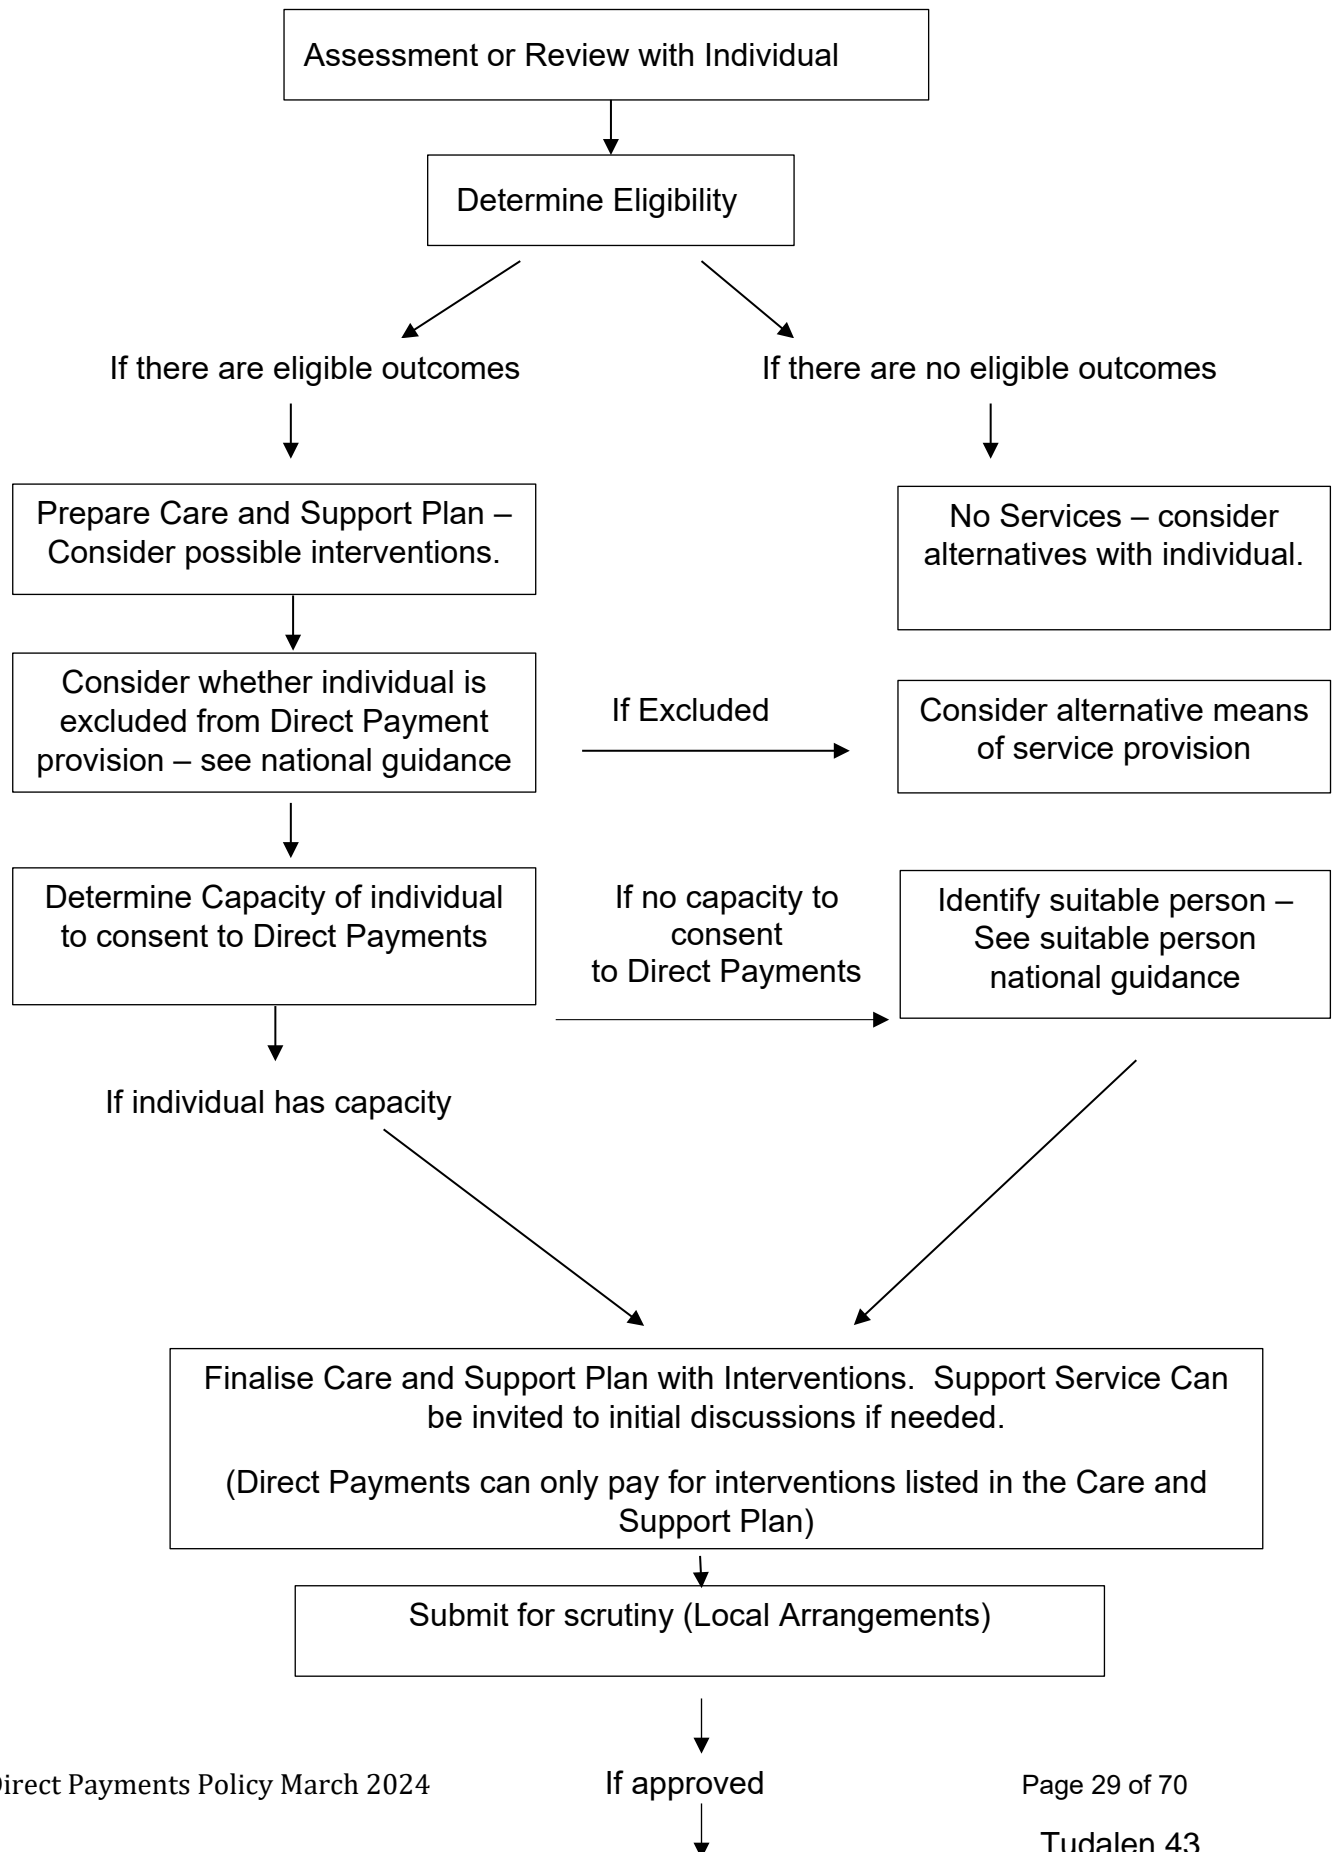 Assessment or Review with Individual
Determine Eligibility
If there are eligible outcomes
If there are no eligible outcomes
Prepare Care and Support Plan –
Consider possible interventions.
No Services – consider
alternatives with individual.
Consider whether individual is
excluded from Direct Payment
provision – see national guidance
If Excluded
Consider alternative means
of service provision
Determine Capacity of individual
to consent to Direct Payments
If no capacity to
consent
to Direct Payments
Identify suitable person –
See suitable person
national guidance
If individual has capacity
Finalise Care and Support Plan with Interventions.  Support Service Can
be invited to initial discussions if needed.
(Direct Payments can only pay for interventions listed in the Care and
Support Plan)
Submit for scrutiny (Local Arrangements)
If approved
Direct Payments Policy March 2024
Page 29 of 70
Tudalen 43